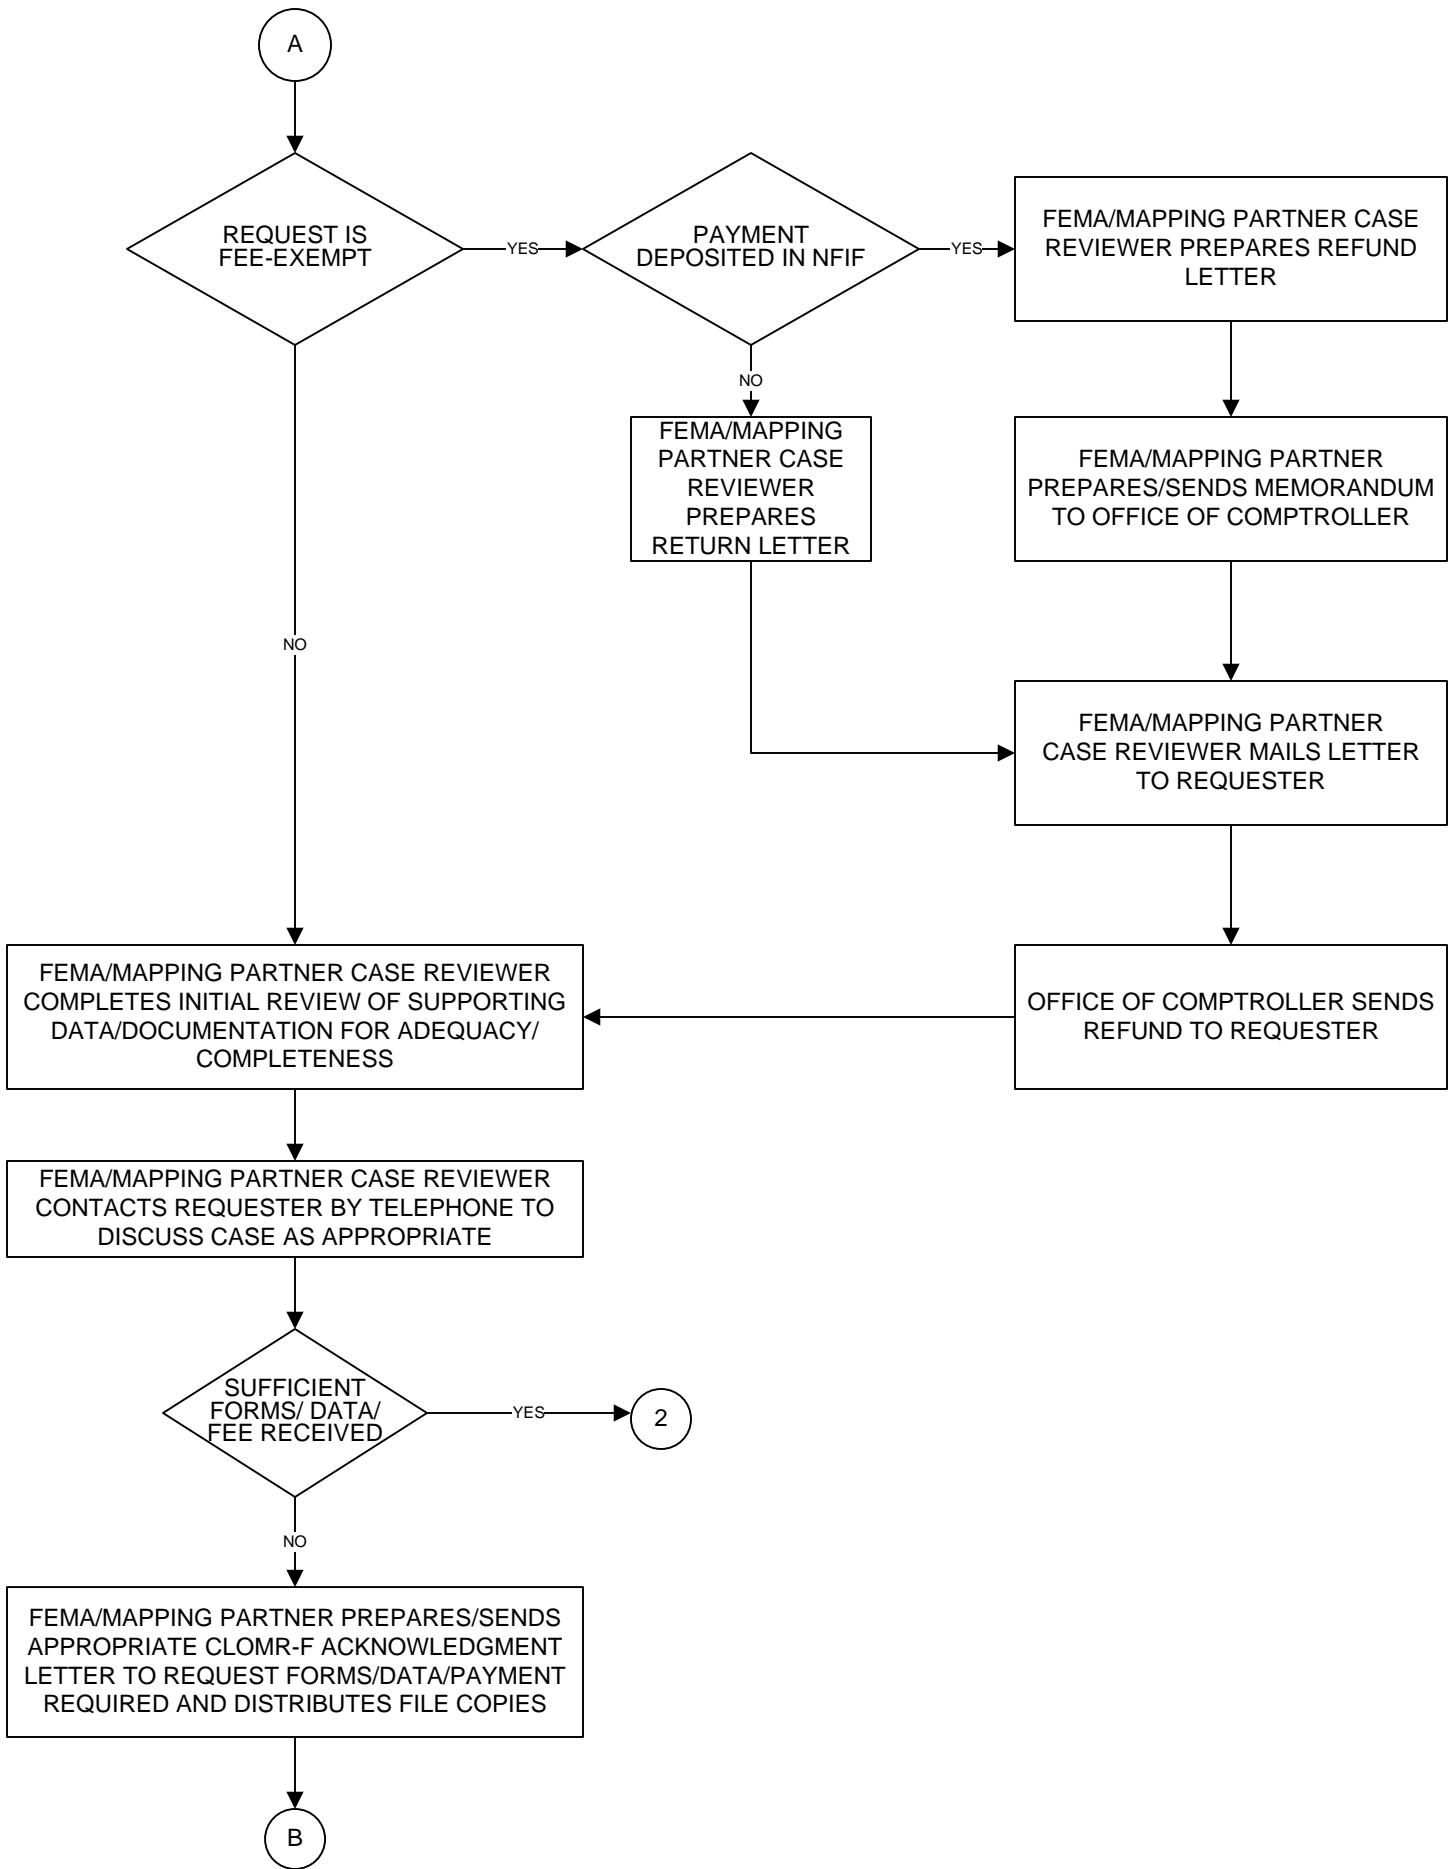 A
REQUEST IS
FEE-EXEMPT
YES
PAYMENT
DEPOSITED IN NFIF
YES
FEMA/MAPPING PARTNER CASE
REVIEWER PREPARES REFUND
LETTER
NO
FEMA/MAPPING
PARTNER CASE
REVIEWER
PREPARES
RETURN LETTER
FEMA/MAPPING PARTNER
PREPARES/SENDS MEMORANDUM
TO OFFICE OF COMPTROLLER
NO
FEMA/MAPPING PARTNER
CASE REVIEWER MAILS LETTER
TO REQUESTER
FEMA/MAPPING PARTNER CASE REVIEWER
COMPLETES INITIAL REVIEW OF SUPPORTING
DATA/DOCUMENTATION FOR ADEQUACY/
COMPLETENESS
OFFICE OF COMPTROLLER SENDS
REFUND TO REQUESTER
FEMA/MAPPING PARTNER CASE REVIEWER
CONTACTS REQUESTER BY TELEPHONE TO
DISCUSS CASE AS APPROPRIATE
SUFFICIENT
FORMS/ DATA/
FEE RECEIVED
YES
2
NO
FEMA/MAPPING PARTNER PREPARES/SENDS
APPROPRIATE CLOMR-F ACKNOWLEDGMENT
LETTER TO REQUEST FORMS/DATA/PAYMENT
REQUIRED AND DISTRIBUTES FILE COPIES
B